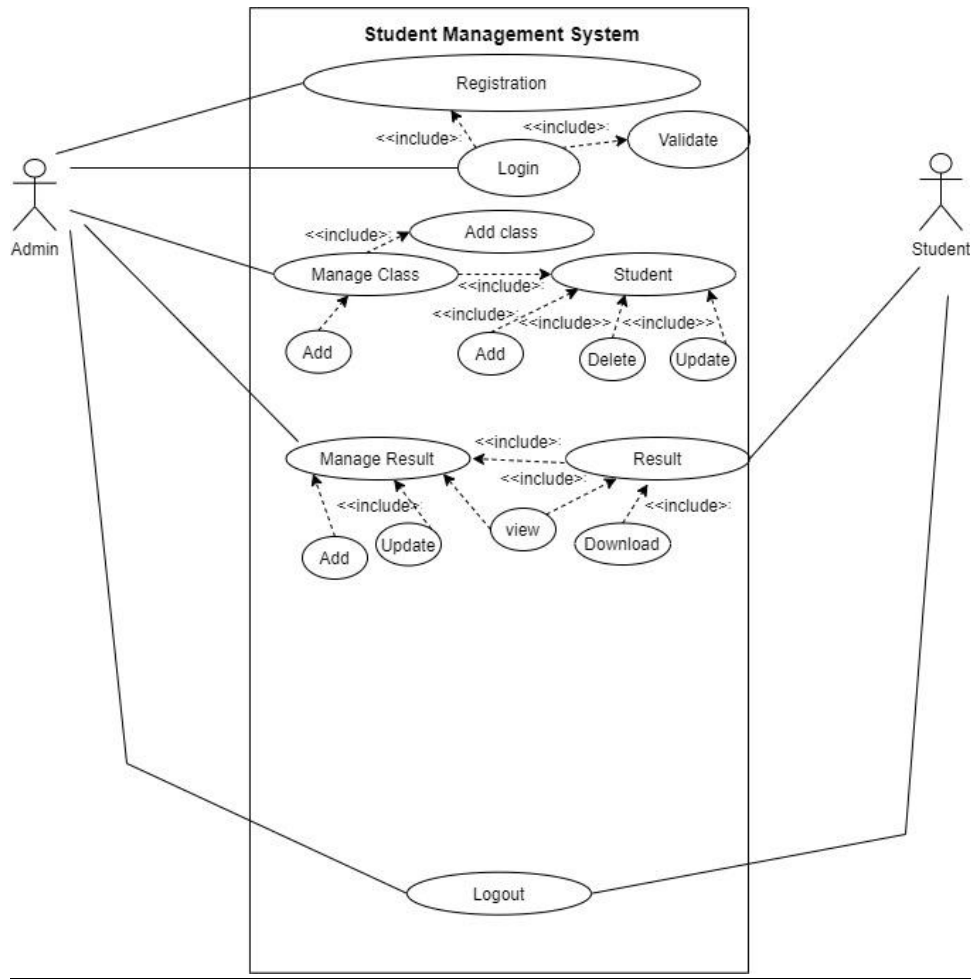 Student Management System
Registration
<<include>:
<<include>:
Validate
Login
Admin
Student
<<include>:
Add class
Manage Class
<<include>:
Student
<<include>:
<<include>>
<<include>>
Add
Add
Delete
Update
<<include>:
Manage Result
Result
<<include>:
<<include>:
<<include>:
Add
Update
view
Download
Logout